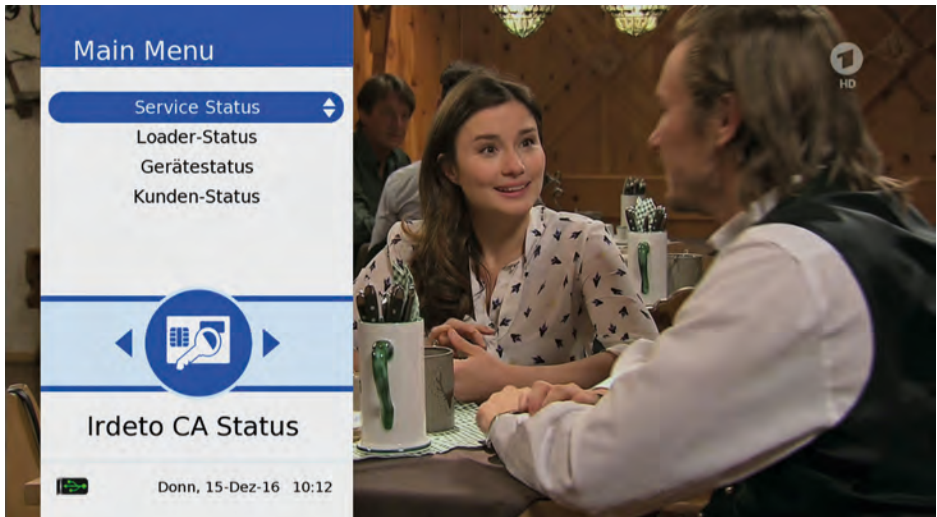 Main Menu
Service Status
Loader-Status
Gerätestatus
Kunden-Status
Irdeto CA Status
Donn, 15-Dez-16 10:12
1
HD